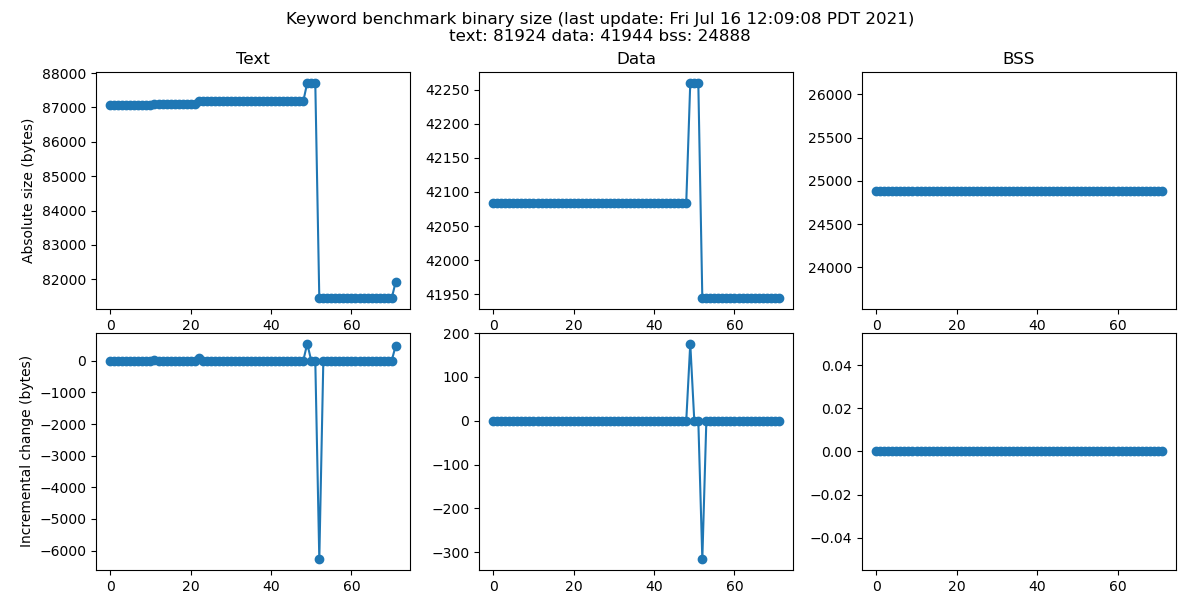 Keyword benchmark binary size (last update: Fri Jul 16 12:09:08 PDT 2021)
text: 81924 data: 41944 bss: 24888
Text
Data
BSS
Absolute size (bytes)
88000
87000
86000
85000
84000
83000
82000
0 20 40 60
42250
42200
42150
42100
42050
42000
41950
0 20 40 60
26000
25500
25000
24500
24000
0 20 40 60
Incremental change (bytes)
0
−1000
−2000
−3000
−4000
−5000
−6000
0 20 40 60
200
100
0
−100
−200
−300
0 20 40 60
0.04
0.02
0.00
−0.02
−0.04
0 20 40 60